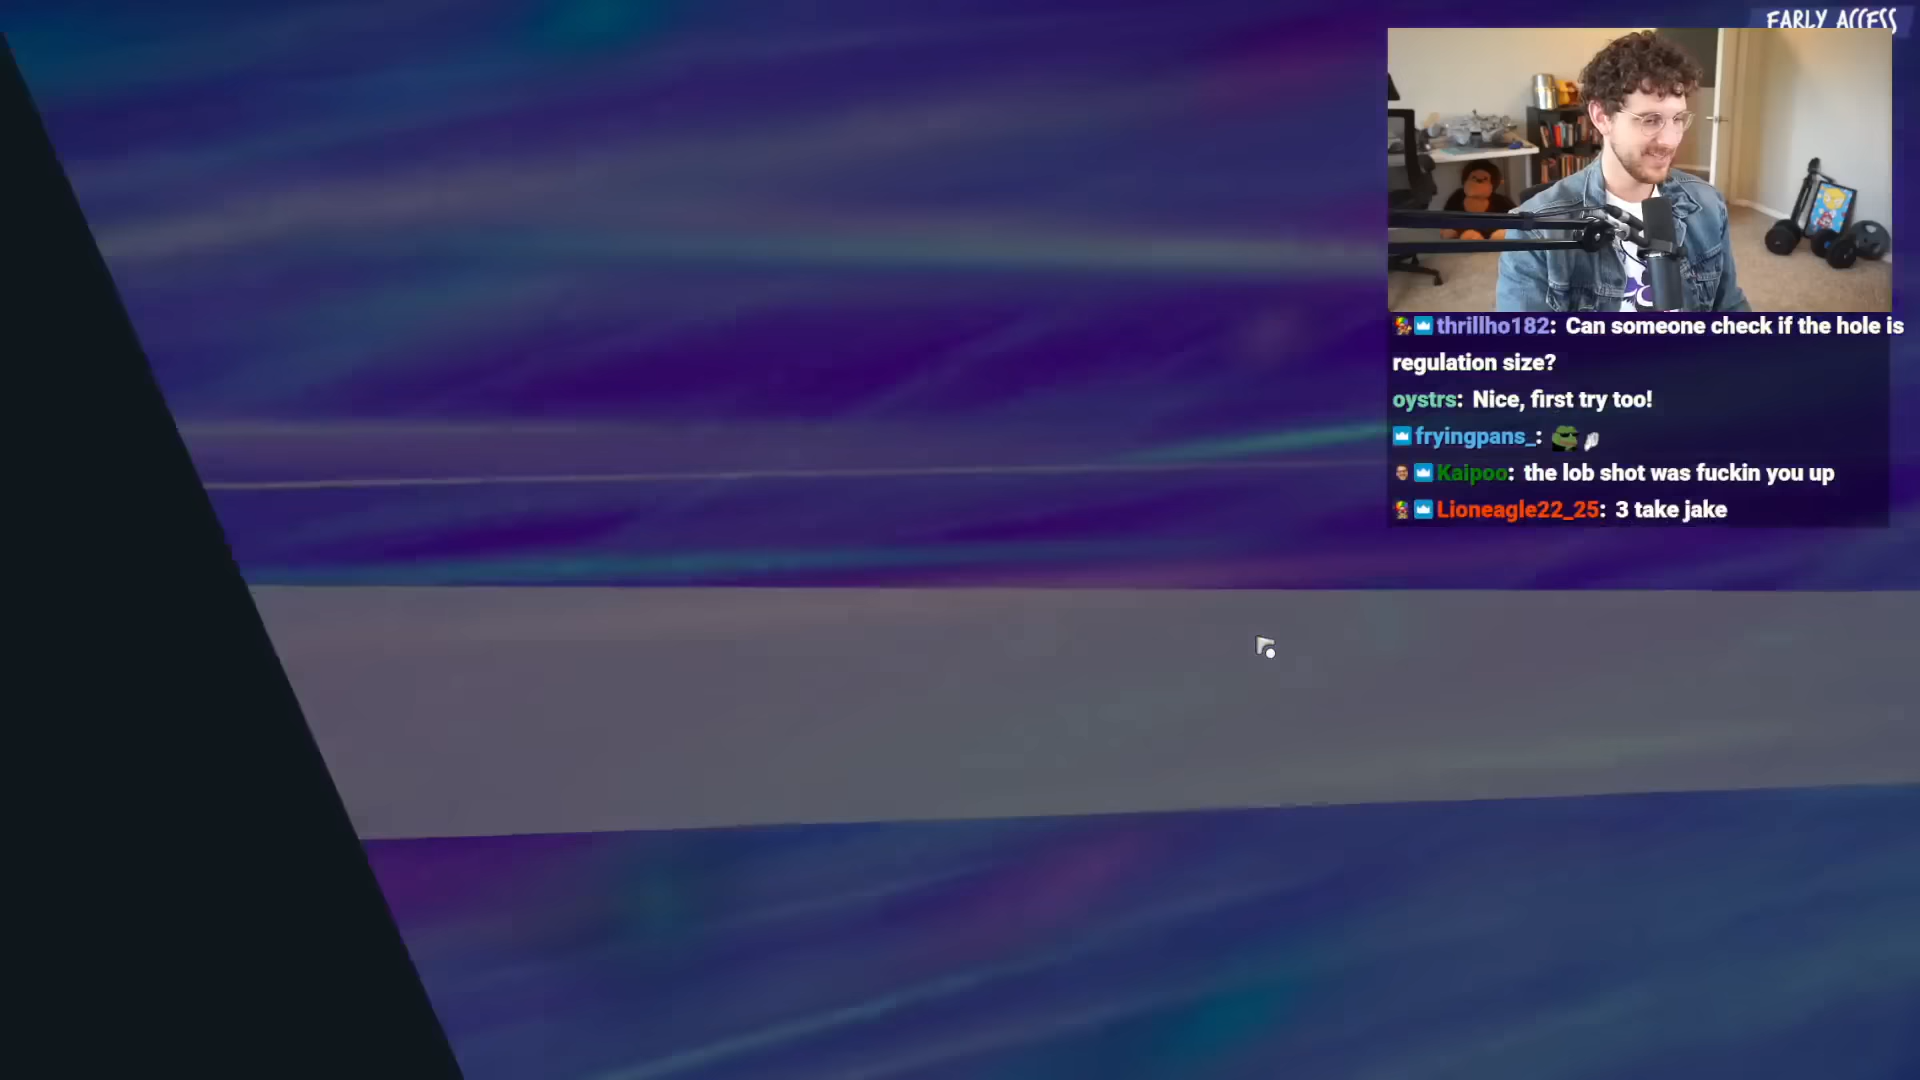 EARLY ACCESS
thrillho182: Can someone check if the hole is
regulation size?
oystrs: Nice, first try too!
fryingpans_:
Kaipoo: the lob shot was fuckin you up
Lioneagle22_25: 3 take jake